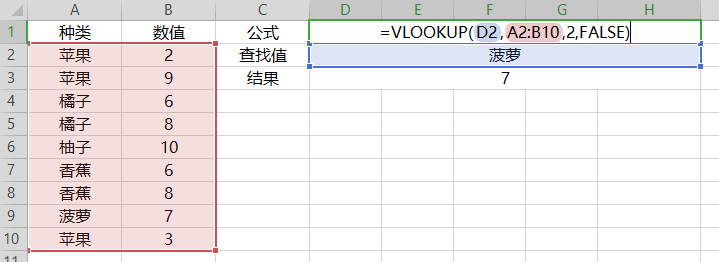 A B C D E F G H
1 种类 数值 公式 =VLOOKUP(D2,A2:B10,2,FALSE)
2 苹果 2 查找值 菠萝
3 苹果 9 结果 7
4 橘子 6
5 橘子 8
6 柚子 10
7 香蕉 6
8 香蕉 8
9 菠萝 7
10 苹果 3
11